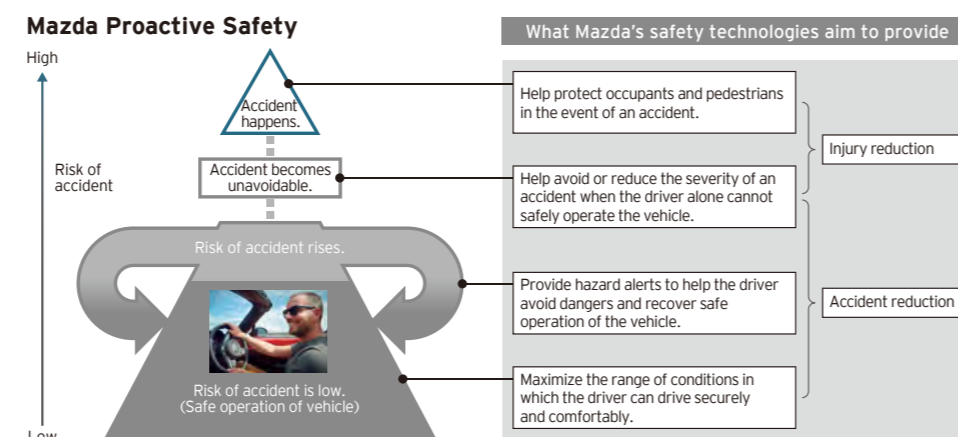 Mazda Proactive Safety
What Mazda's safety technologies aim to provide
High
Risk of
accident
Low
Accident
happens.
Accident becomes
unavoidable.
Risk of accident rises.
Risk of accident is low.
(Safe operation of vehicle)
Help protect occupants and pedestrians
in the event of an accident.
Help avoid or reduce the severity of an
accident when the driver alone cannot
safely operate the vehicle.
Provide hazard alerts to help the driver
avoid dangers and recover safe
operation of the vehicle.
Maximize the range of conditions in
which the driver can drive securely
and comfortably.
Injury reduction
Accident reduction